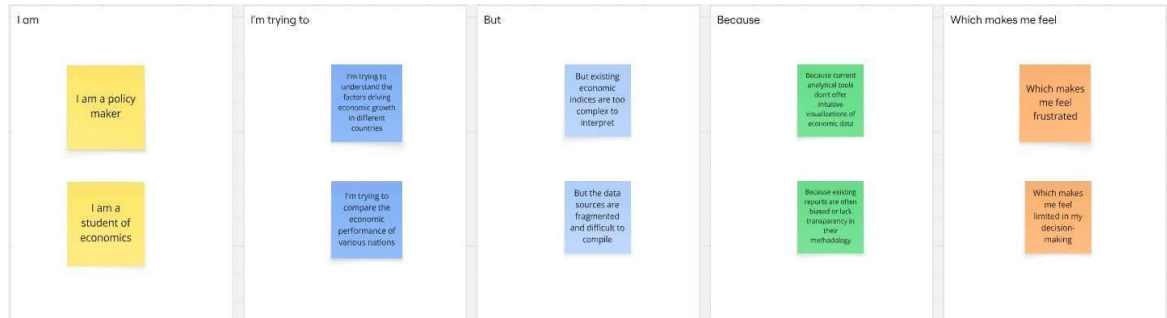 I am
I'm trying to
But
Because
Which makes me feel
I am a policy
maker
I'm trying to
understand the
factors driving
economic growth
in different
countries
But existing
economic
indices are too
complex to
interpret
Because current
analytical tools
don't offer
intuitive
visualizations of
economic data
Which makes
me feel
frustrated
I am a
student of
economics
I'm trying to
compare the
economic
performance of
various nations
But the data
sources are
fragmented
and difficult to
compile
Because existing
reports are often
biased or lack
transparency in
their
methodology
Which makes
me feel
limited in my
decision-
making